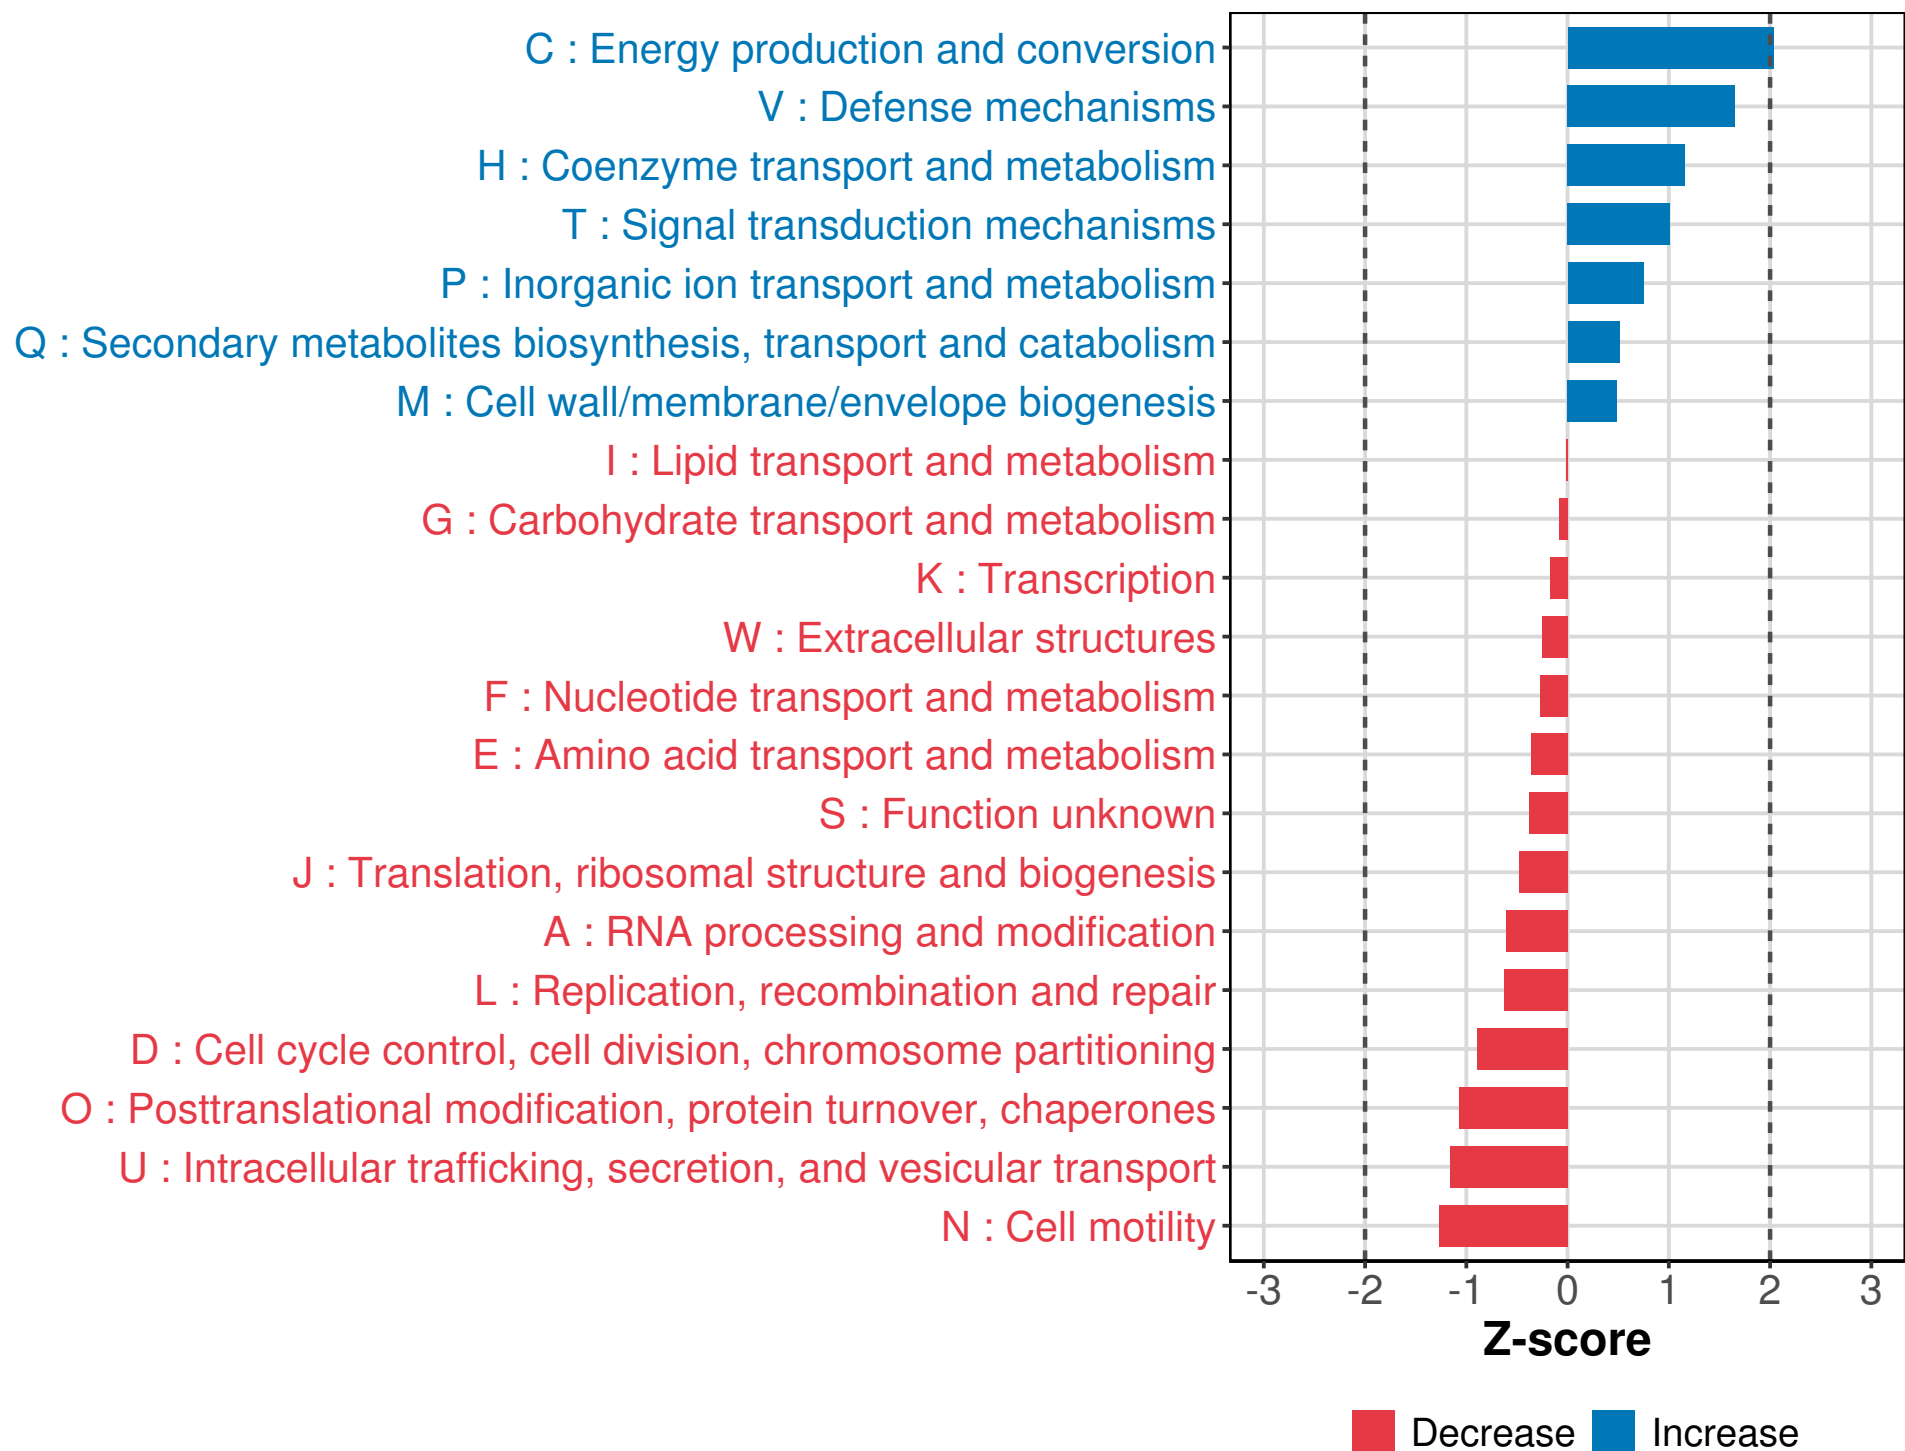 C : Energy production and conversion
V : Defense mechanisms
H : Coenzyme transport and metabolism
T : Signal transduction mechanisms
P : Inorganic ion transport and metabolism
Q : Secondary metabolites biosynthesis, transport and catabolism
M : Cell wall/membrane/envelope biogenesis
I : Lipid transport and metabolism
G : Carbohydrate transport and metabolism
K : Transcription
W : Extracellular structures
F : Nucleotide transport and metabolism
E : Amino acid transport and metabolism
S : Function unknown
J : Translation, ribosomal structure and biogenesis
A : RNA processing and modification
L : Replication, recombination and repair
D : Cell cycle control, cell division, chromosome partitioning
O : Posttranslational modification, protein turnover, chaperones
U : Intracellular trafficking, secretion, and vesicular transport
N : Cell motility
-3 -2 -1 0 1 2 3
Z-score
Decrease Increase